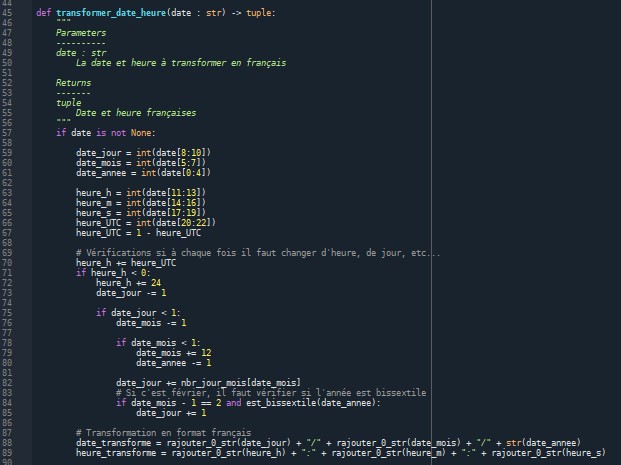 44
45 def transformer_date_heure(date : str) -> tuple:
46 """
47 Parameters
48 ----------
49 date : str
50 La date et heure à transformer en français
51
52 Returns
53 -------
54 tuple
55 Date et heure françaises
56 """
57 if date is not None:
58
59 date_jour = int(date[8:10])
60 date_mois = int(date[5:7])
61 date_annee = int(date[0:4])
62
63 heure_h = int(date[11:13])
64 heure_m = int(date[14:16])
65 heure_s = int(date[17:19])
66 heure_UTC = int(date[20:22])
67 heure_UTC = 1 - heure_UTC
68
69 # Vérifications si à chaque fois il faut changer d'heure, de jour, etc...
70 heure_h += heure_UTC
71 if heure_h < 0:
72 heure_h += 24
73 date_jour -= 1
74
75 if date_jour < 1:
76 date_mois -= 1
77
78 if date_mois < 1:
79 date_mois += 12
80 date_annee -= 1
81
82 date_jour += nbr_jour_mois[date_mois]
83 # Si c'est février, il faut vérifier si l'année est bissextile
84 if date_mois - 1 == 2 and est_bissextile(date_annee):
85 date_jour += 1
86
87 # Transformation en format français
88 date_transforme = rajouter_0_str(date_jour) + "/" + rajouter_0_str(date_mois) + "/" + str(date_annee)
89 heure_transforme = rajouter_0_str(heure_h) + ":" + rajouter_0_str(heure_m) + ":" + rajouter_0_str(heure_s)
90